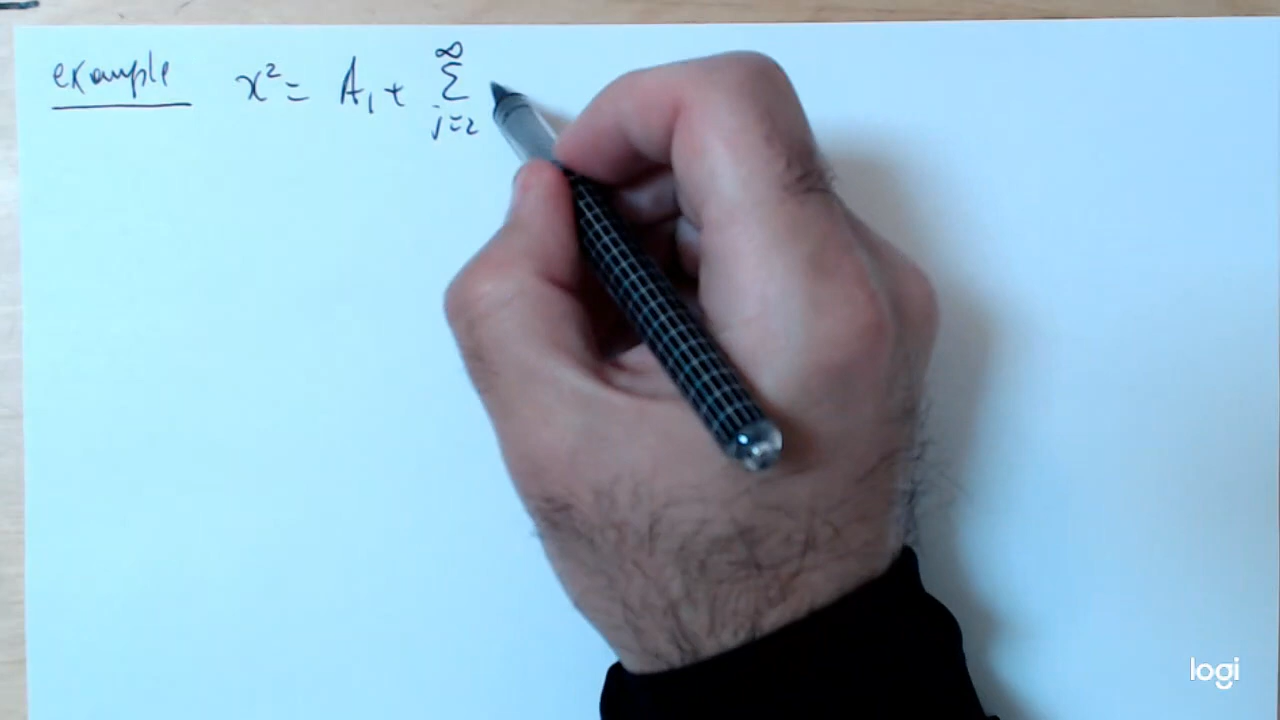 example x² = A₁ + ∞ Σ j=2
logi